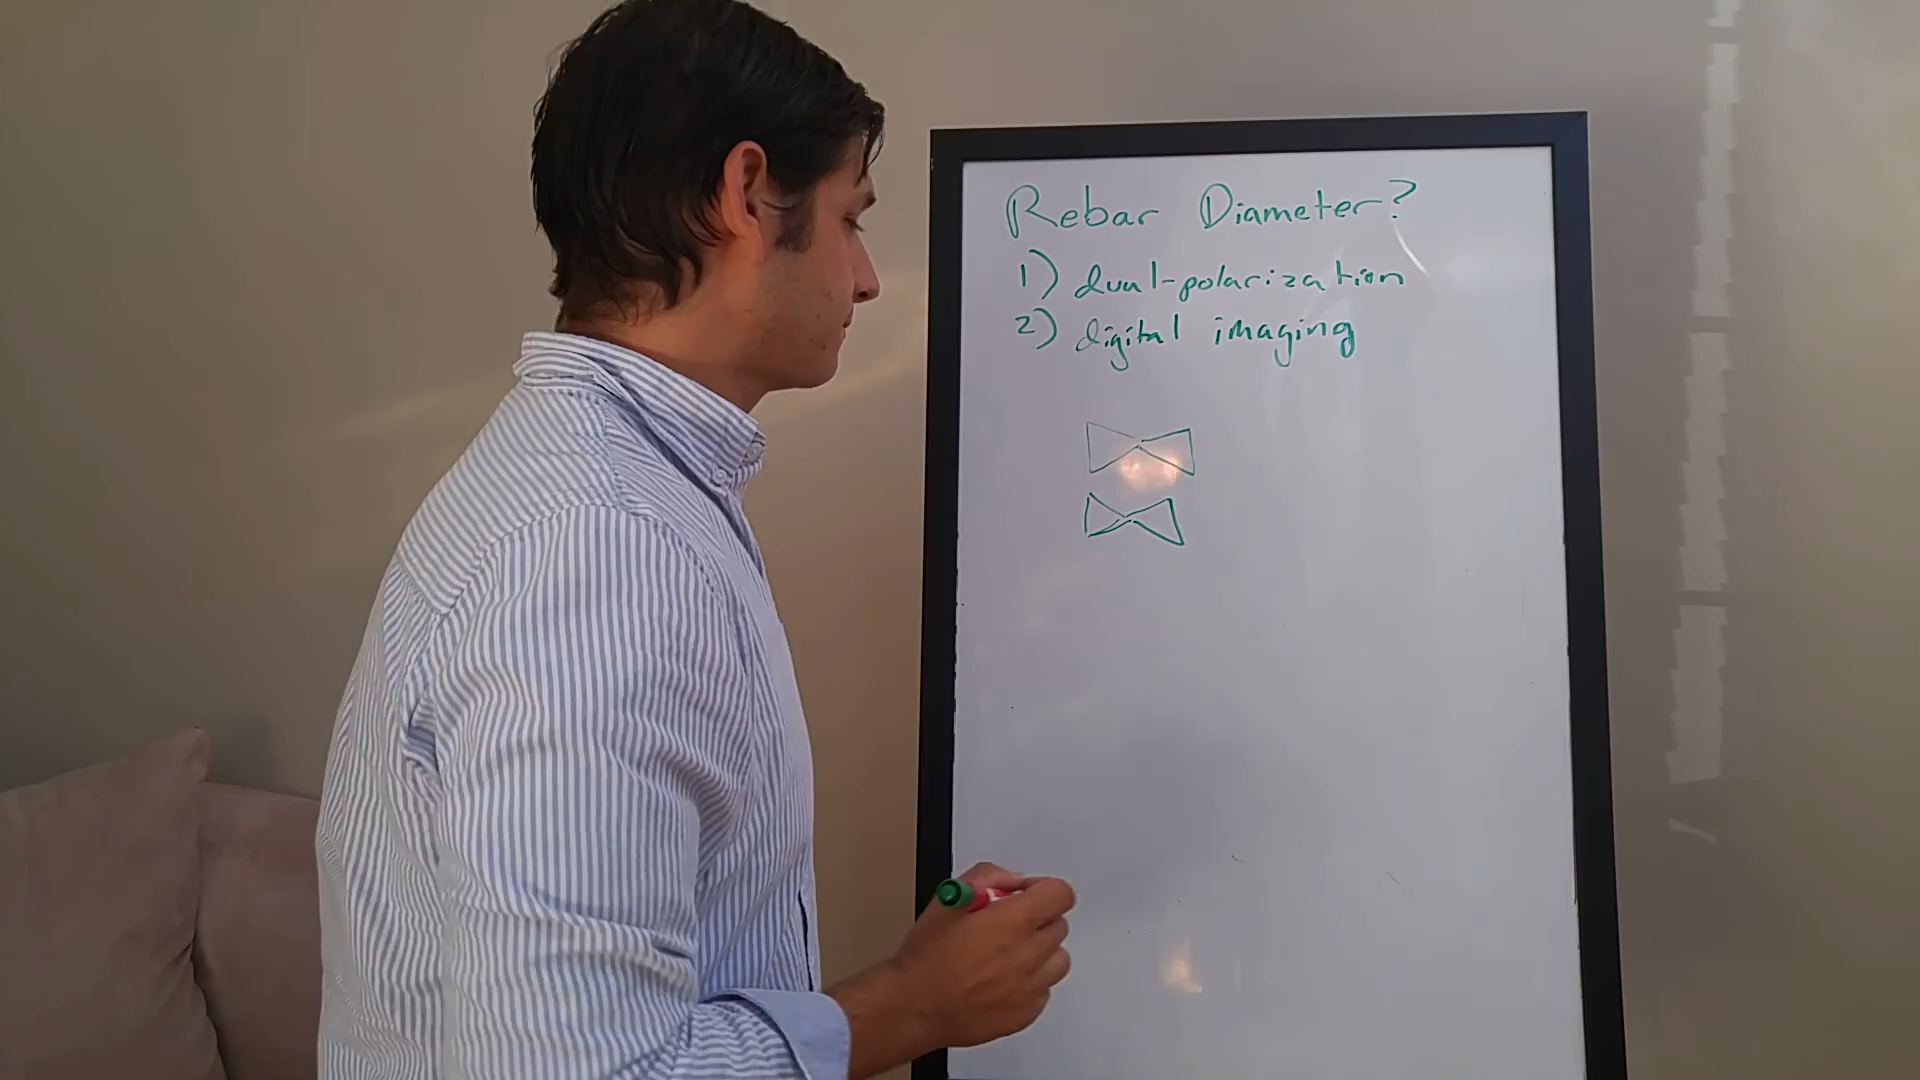 Rebar Diameter?
1) dual-polarization
2) digital imaging